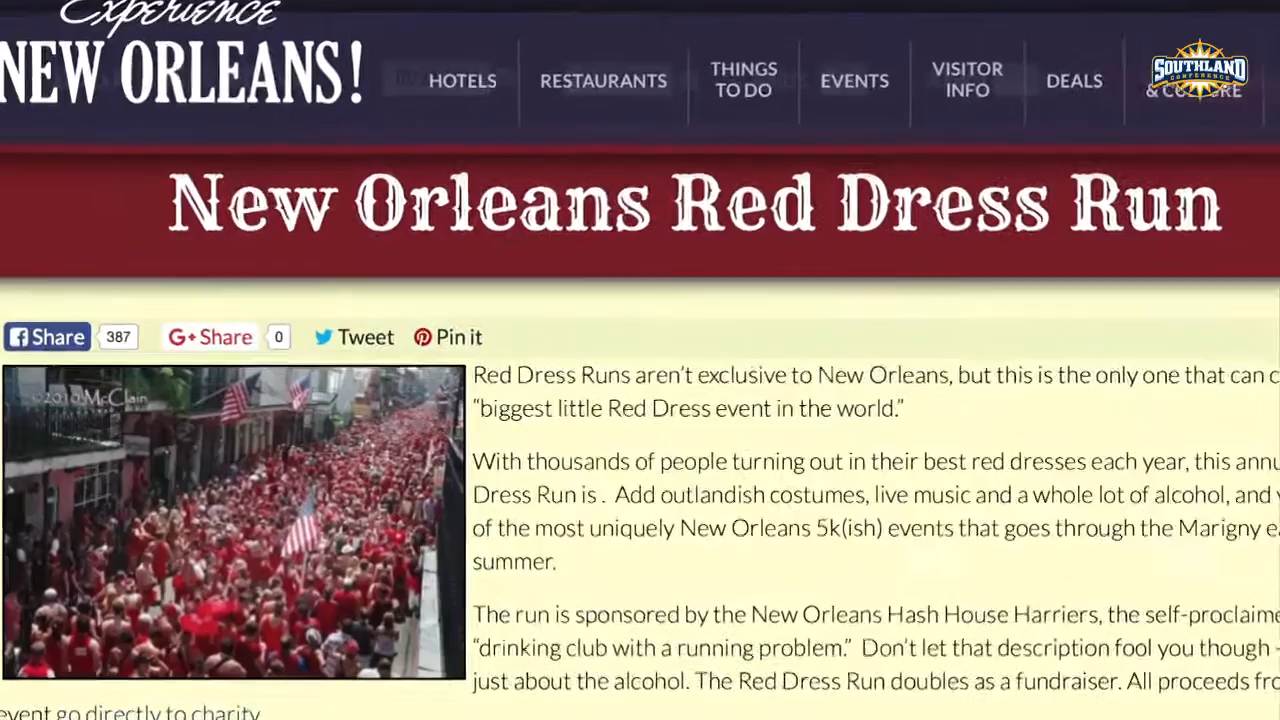 Experience
NEW ORLEANS!
HOTELS
RESTAURANTS
THINGS
TO DO
EVENTS
VISITOR
INFO
DEALS
SOUTHLAND
CONFERENCE
New Orleans Red Dress Run
Share 387
G+ Share 0
Tweet
Pin it
©2010 McClain
Red Dress Runs aren't exclusive to New Orleans, but this is the only one that can
“biggest little Red Dress event in the world.”
With thousands of people turning out in their best red dresses each year, this
Dress Run is . Add outlandish costumes, live music and a whole lot of alcohol, and
of the most uniquely New Orleans 5k(ish) events that goes through the Marigny
summer.
The run is sponsored by the New Orleans Hash House Harriers, the
“drinking club with a running problem.” Don't let that description fool you though -
just about the alcohol. The Red Dress Run doubles as a fundraiser. All proceeds
event go directly to charity